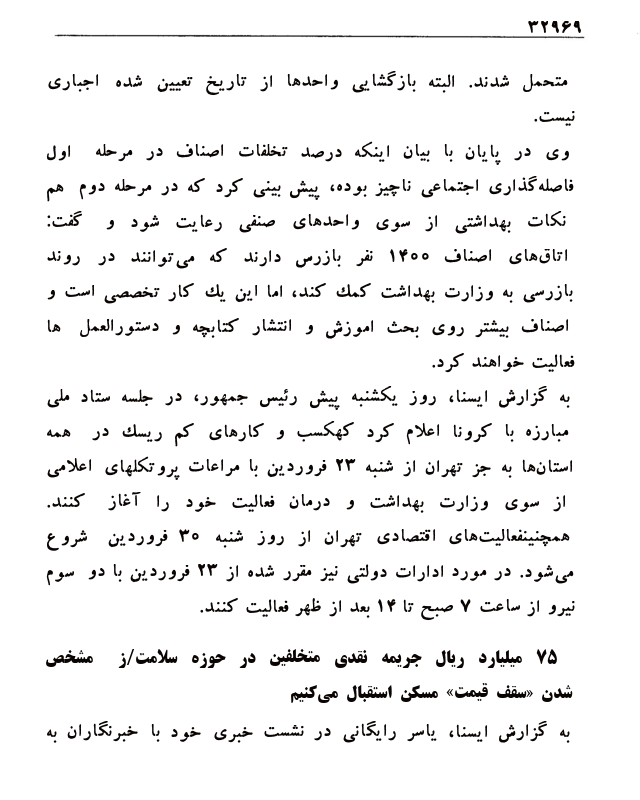 ۳۲۹۶۹
متحمل شدند. البته بازگشایی واحدها از تاریخ تعیین شده اجباری
نیست.
وی در پایان با بیان اینکه درصد تخلفات اصناف در مرحله اول
فاصله‌گذاری اجتماعی ناچیز بوده، پیش بینی کرد که در مرحله دوم هم
نکات بهداشتی از سوی واحدهای صنفی رعایت شود و گفت:
اتاق‌های اصناف ۱۴۰۰ نفر بازرس دارند که می‌توانند در روند
بازرسی به وزارت بهداشت کمك کند، اما این یك کار تخصصی است و
اصناف بیشتر روی بحث اموزش و انتشار کتابچه و دستورالعمل ها
فعالیت خواهند کرد.
به گزارش ایسنا، روز یکشنبه پیش رئیس جمهور، در جلسه ستاد ملی
مبارزه با کرونا اعلام کرد کهکسب و کارهای کم ریسك در همه
استان‌ها به جز تهران از شنبه ۲۳ فروردین با مراعات پروتکلهای اعلامی
از سوی وزارت بهداشت و درمان فعالیت خود را آغاز کنند.
همچنینفعالیت‌های اقتصادی تهران از روز شنبه ۳۰ فروردین شروع
می‌شود. در مورد ادارات دولتی نیز مقرر شده از ۲۳ فروردین با دو سوم
نیرو از ساعت ۷ صبح تا ۱۴ بعد از ظهر فعالیت کنند.
۷۵ میلیارد ریال جریمه نقدی متخلفین در حوزه سلامت/ز مشخص
شدن «سقف قیمت» مسکن استقبال می‌کنیم
به گزارش ایسنا، یاسر رایگانی در نشست خبری خود با خبرنگاران به